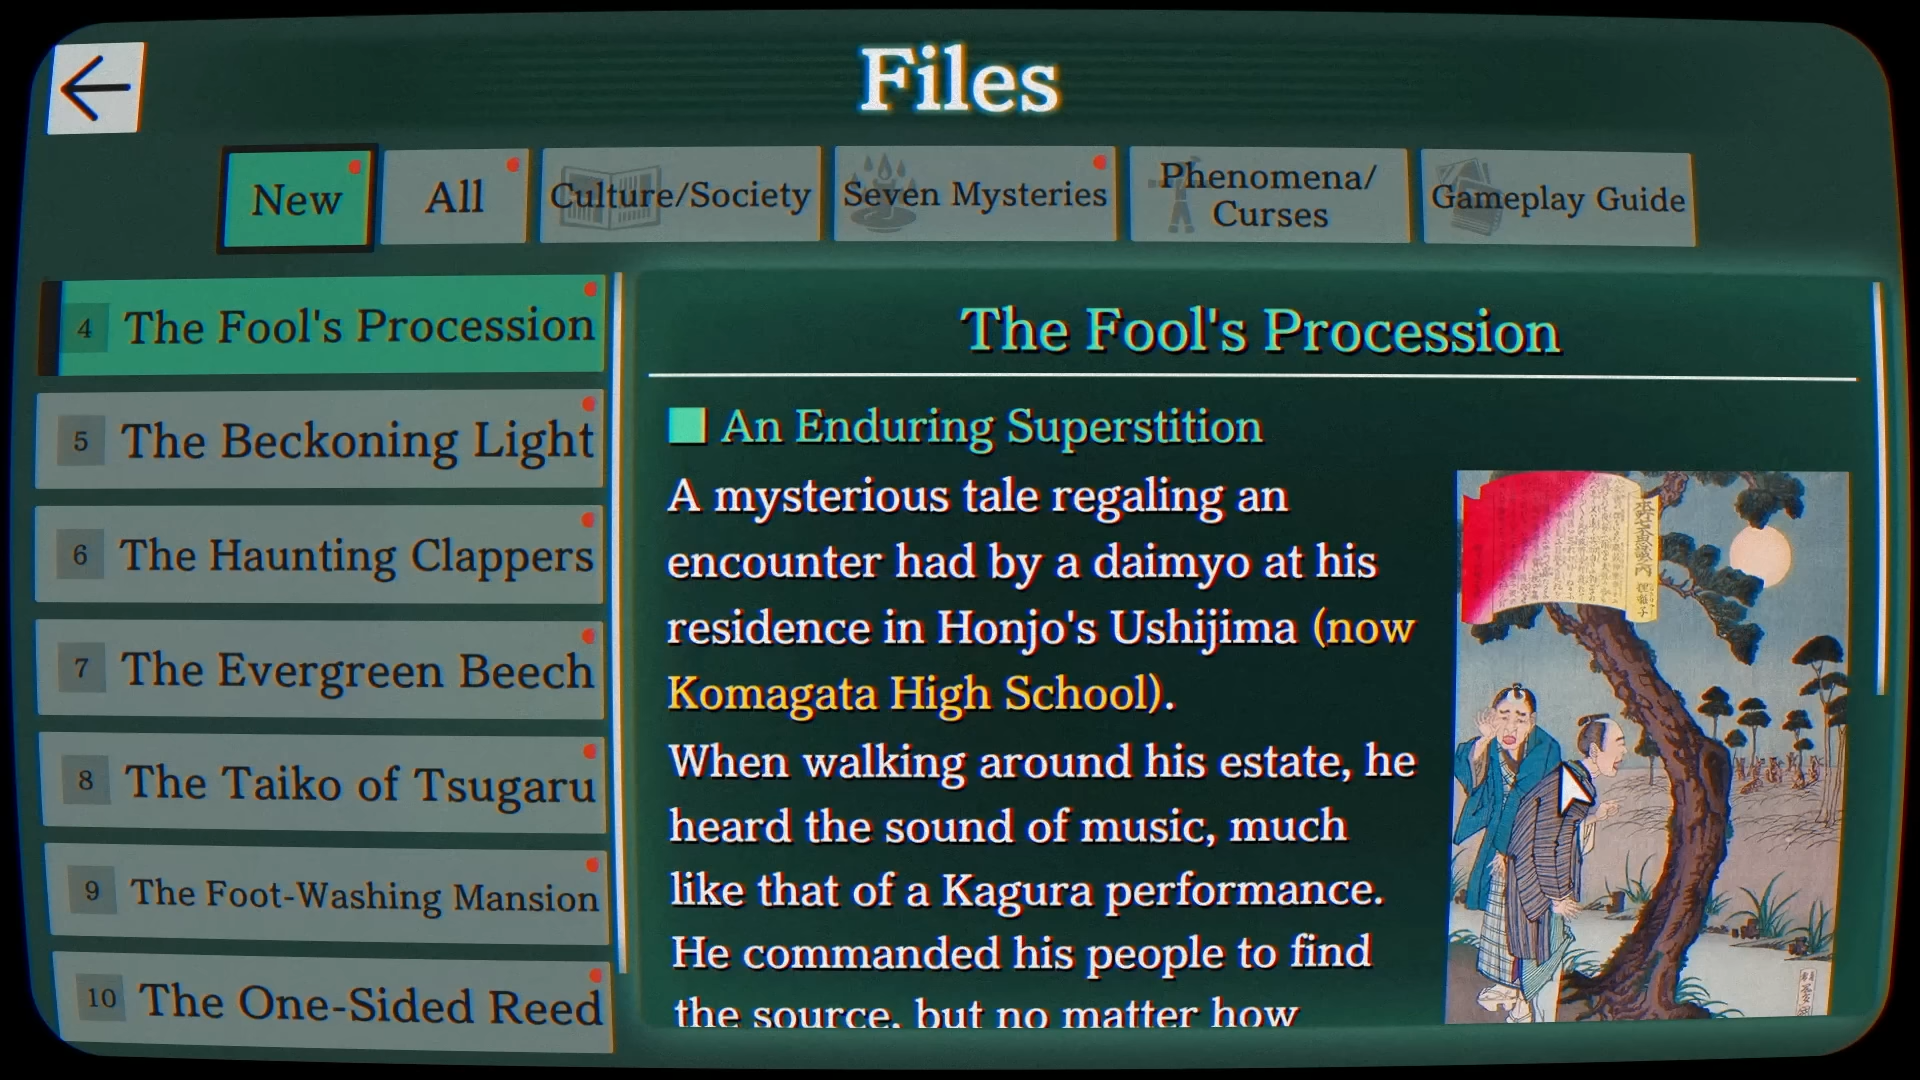 Files
New
All
Culture/Society
Seven Mysteries
Phenomena/
Curses
Gameplay Guide
4 The Fool's Procession
5 The Beckoning Light
6 The Haunting Clappers
7 The Evergreen Beech
8 The Taiko of Tsugaru
9 The Foot-Washing Mansion
10 The One-Sided Reed
The Fool's Procession
An Enduring Superstition
A mysterious tale regaling an
encounter had by a daimyo at his
residence in Honjo's Ushijima (now
Komagata High School).
When walking around his estate, he
heard the sound of music, much
like that of a Kagura performance.
He commanded his people to find
the source, but no matter how